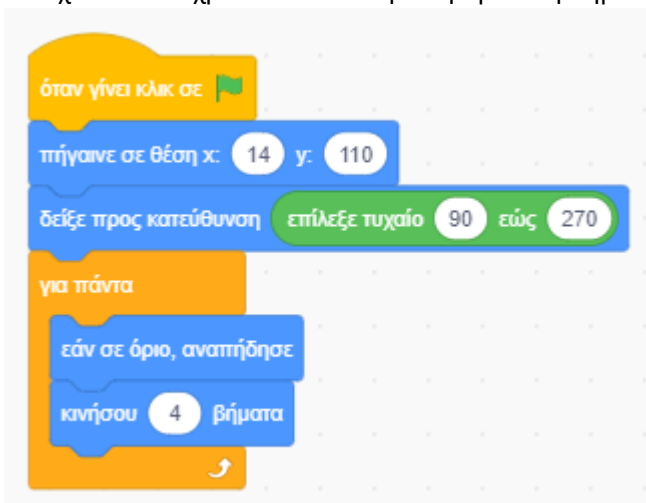 όταν γίνει κλικ σε
πήγαινε σε θέση x: 14 y: 110
δείξε προς κατεύθυνση επίλεξε τυχαίο 90 εώς 270
για πάντα
εάν σε όριο, αναπήδησε
κινήσου 4 βήματα